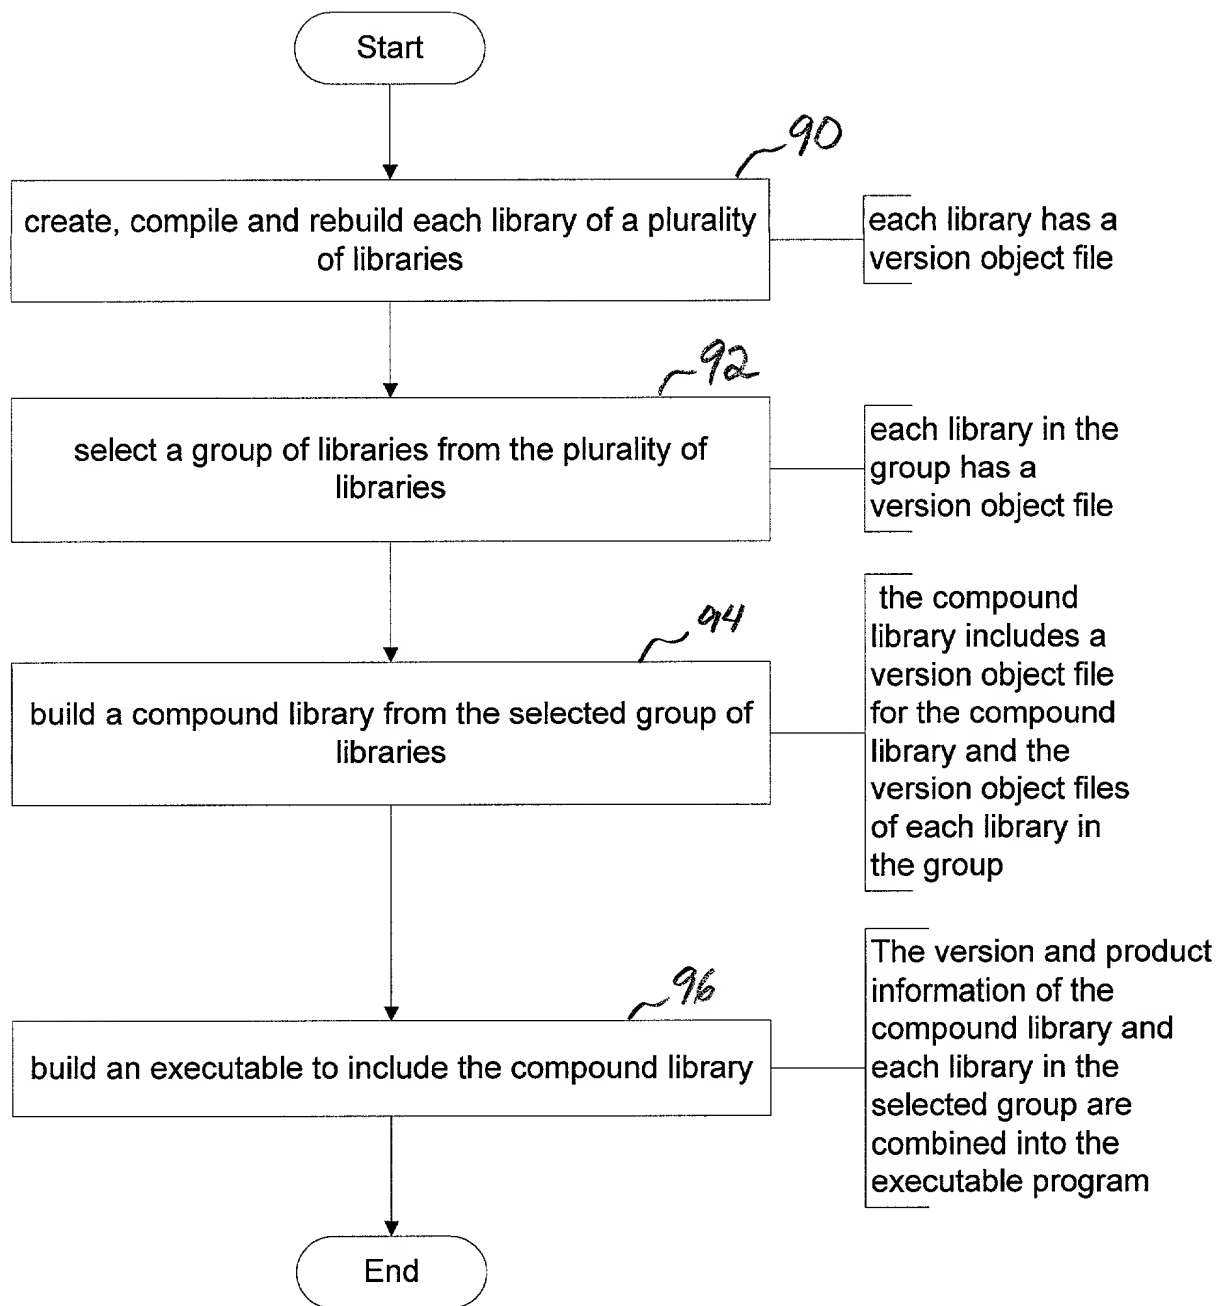 Start
90
create, compile and rebuild each library of a plurality
of libraries
each library has a
version object file
92
select a group of libraries from the plurality of
libraries
each library in the
group has a
version object file
94
build a compound library from the selected group of
libraries
the compound
library includes a
version object file
for the compound
library and the
version object files
of each library in
the group
96
build an executable to include the compound library
The version and product
information of the
compound library and
each library in the
selected group are
combined into the
executable program
End